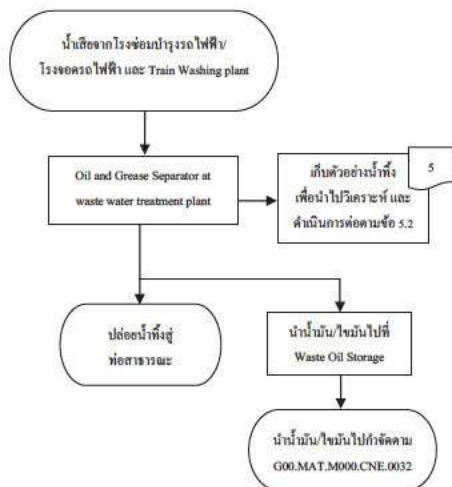 น้ำเสียจากโรงซ่อมบำรุงรถไฟฟ้า/
โรงจอดรถไฟฟ้า และ Train Washing plant
Oil and Grease Separator at
waste water treatment plant
5
เก็บตัวอย่างน้ำทิ้ง
เพื่อนำไปวิเคราะห์ และ
ดำเนินการต่อตามข้อ 5.2
ปล่อยน้ำทิ้งสู่
ท่อสาธารณะ
นำน้ำมัน/ไขมันไปที่
Waste Oil Storage
นำน้ำมัน/ไขมันไปกำจัดตาม
G00.MAT.M000.CNE.0032